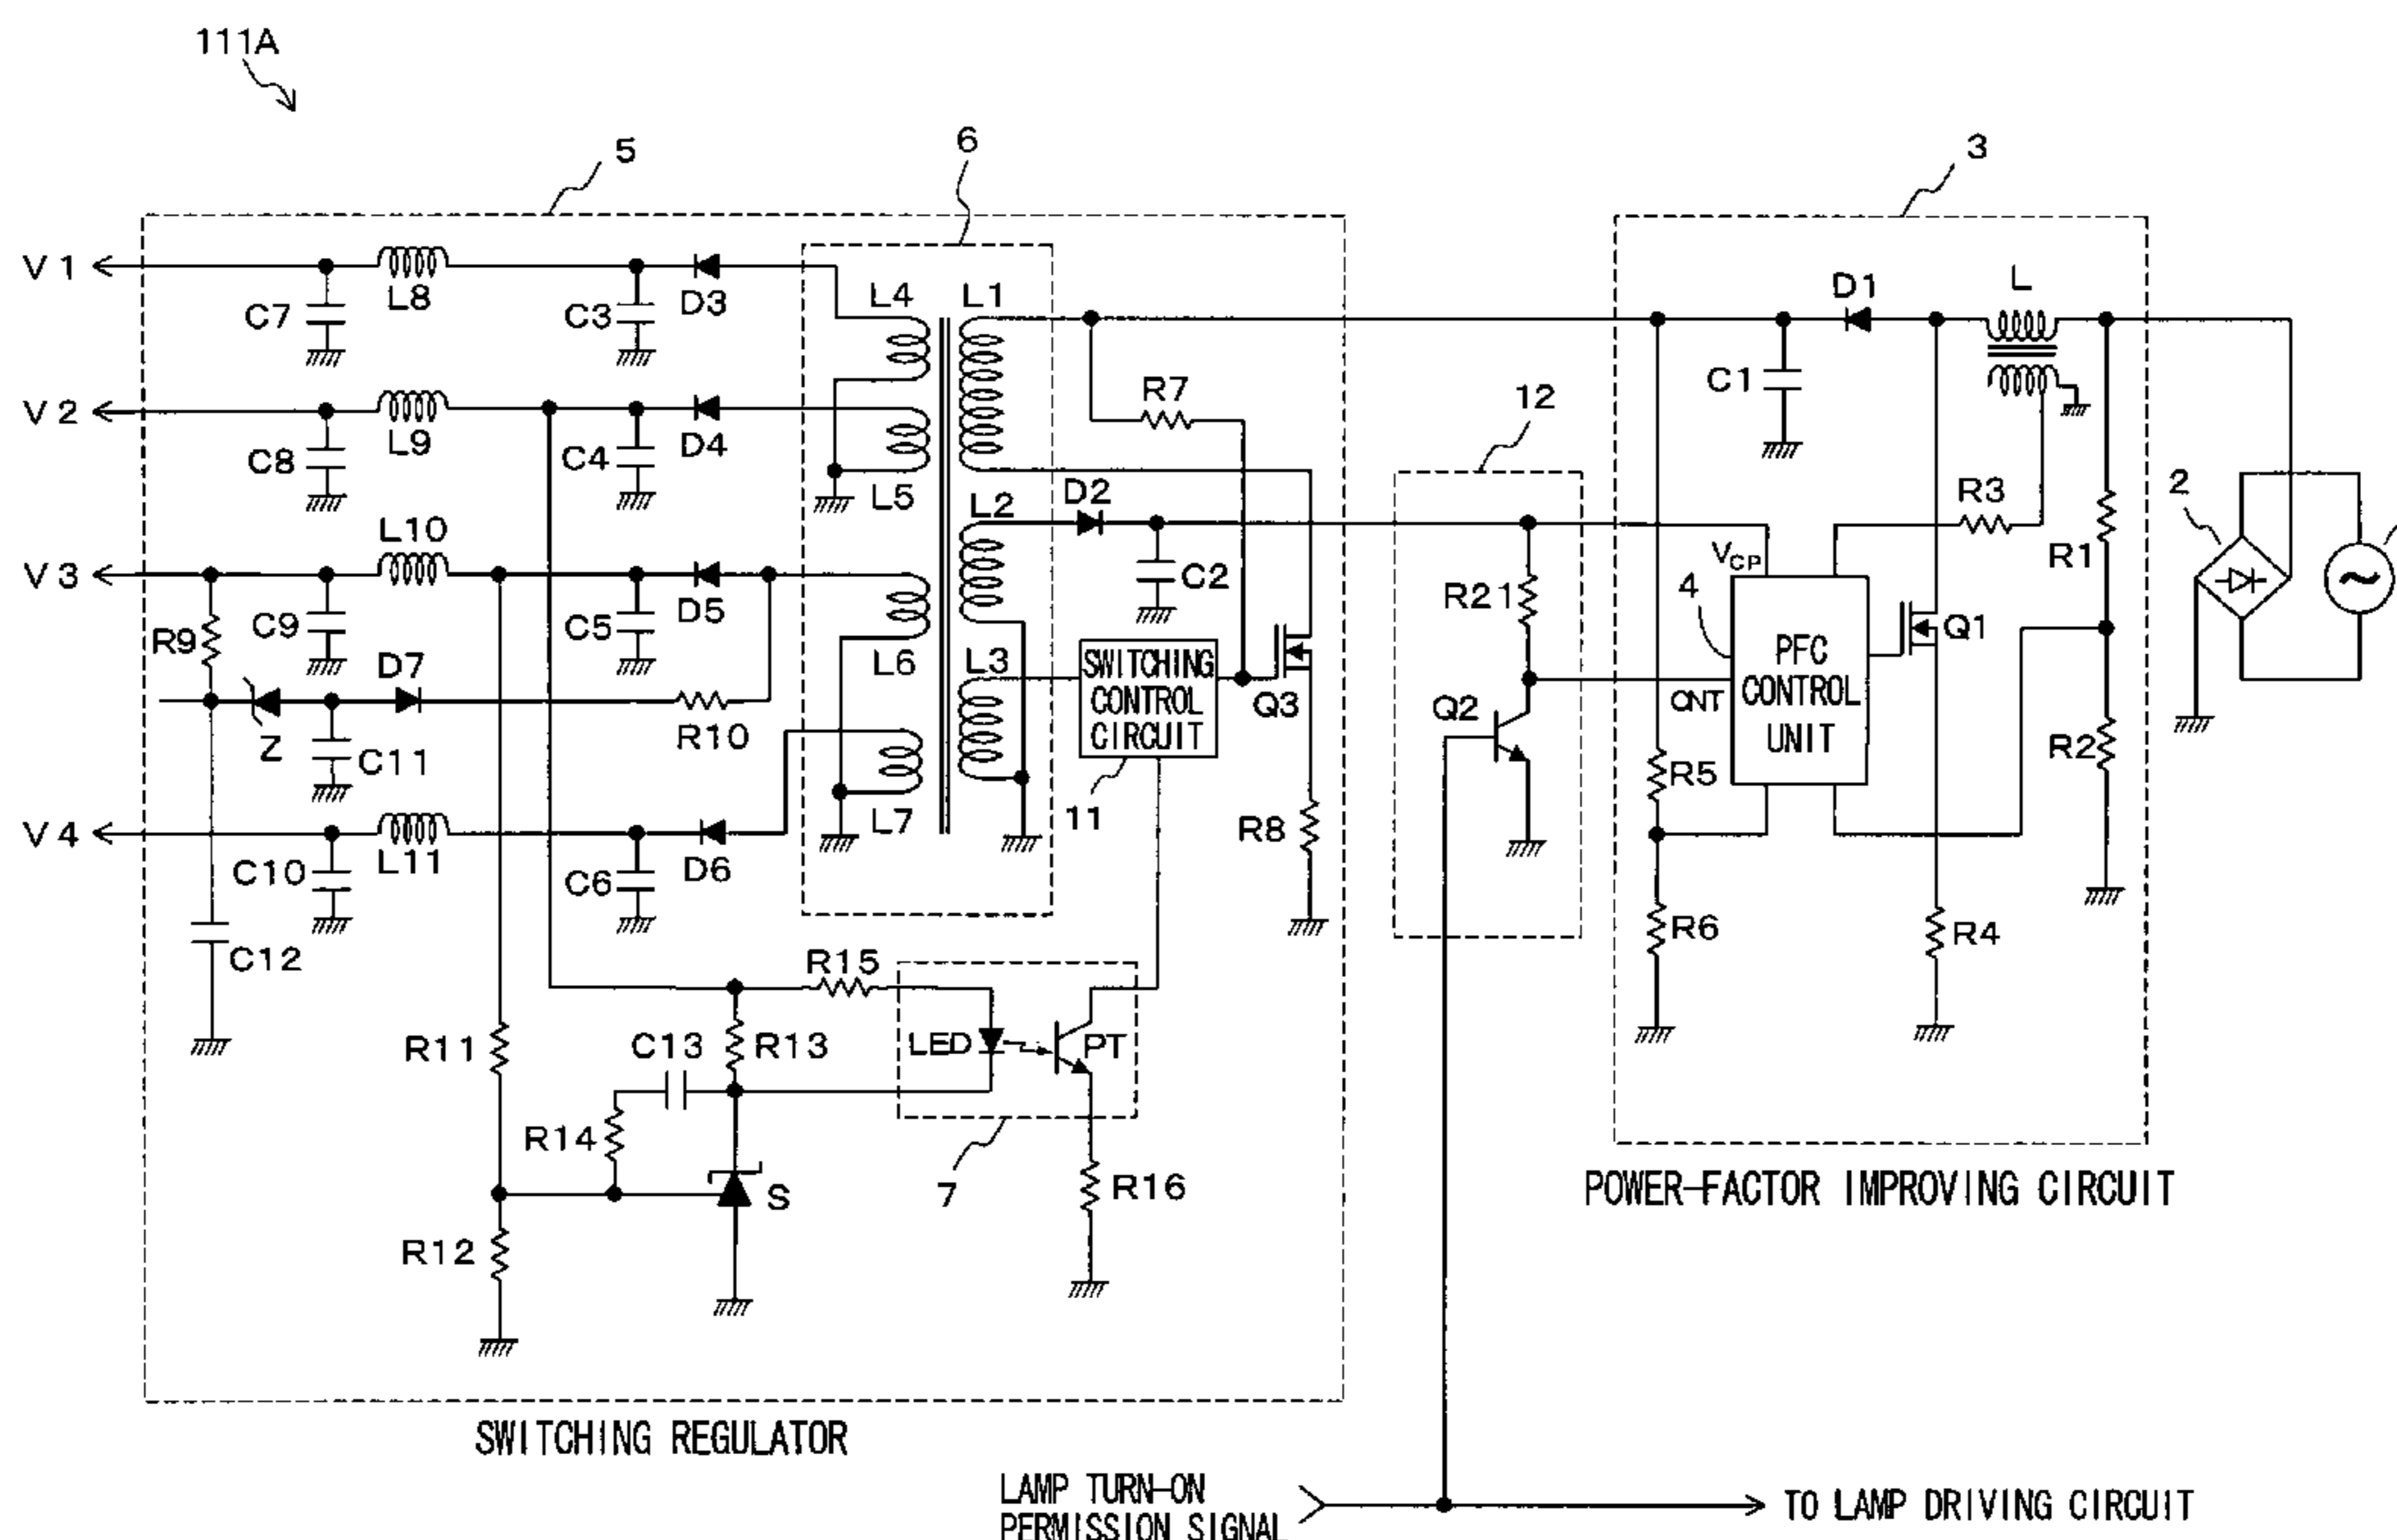 111A
5
6
3
V1
L8
C7
C3
D3
L4
L1
D1
L
C1
R7
12
V2
L9
C8
C4
D4
L5
L2
D2
R3
2
R1
V3
L10
C9
C5
D5
L6
C2
R21
VCP
4
Q1
R9
D7
L3
SWITCHING
CONTROL
CIRCUIT
Q3
Q2
CNT
PFC
CONTROL
UNIT
Z
C11
R10
L7
11
R5
R2
V4
L11
C10
C6
D6
R8
C12
R6
R4
R15
R11
C13
R13
LED
PT
R14
S
7
R16
R12
POWER-FACTOR IMPROVING CIRCUIT
SWITCHING REGULATOR
LAMP TURN-ON
PERMISSION SIGNAL
TO LAMP DRIVING CIRCUIT